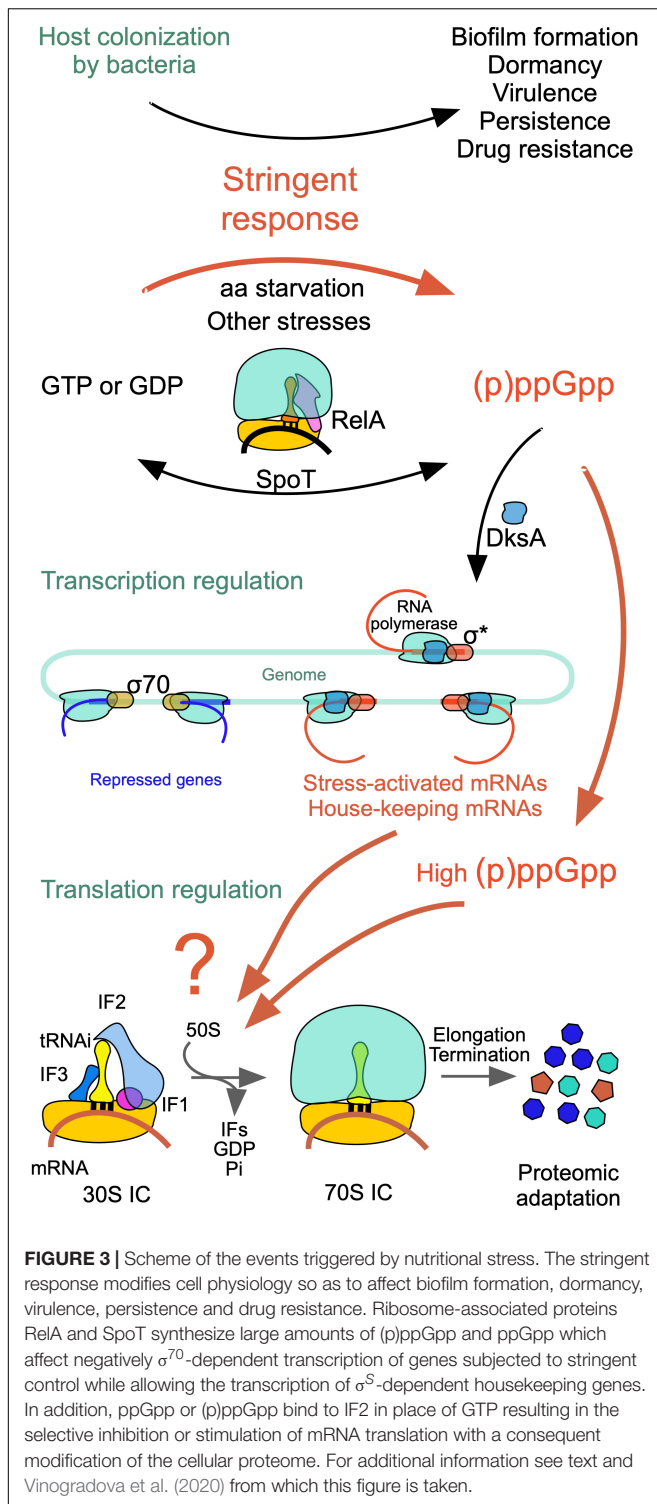 Host colonization
by bacteria
Biofilm formation
Dormancy
Virulence
Persistence
Drug resistance
Stringent
response
aa starvation
Other stresses
GTP or GDP
RelA
(p)ppGpp
SpoT
DksA
Transcription regulation
RNA
polymerase
σ*
σ70
Genome
Repressed genes
Stress-activated mRNAs
House-keeping mRNAs
High (p)ppGpp
Translation regulation
?
IF2
tRNAi
50S
IF3
IF1
Elongation
Termination
IFs
GDP
Pi
mRNA
30S IC
70S IC
Proteomic
adaptation
FIGURE 3 | Scheme of the events triggered by nutritional stress. The stringent
response modifies cell physiology so as to affect biofilm formation, dormancy,
virulence, persistence and drug resistance. Ribosome-associated proteins
RelA and SpoT synthesize large amounts of (p)ppGpp and ppGpp which
affect negatively σ70-dependent transcription of genes subjected to stringent
control while allowing the transcription of σS-dependent housekeeping genes.
In addition, ppGpp or (p)ppGpp bind to IF2 in place of GTP resulting in the
selective inhibition or stimulation of mRNA translation with a consequent
modification of the cellular proteome. For additional information see text and
Vinogradova et al. (2020) from which this figure is taken.